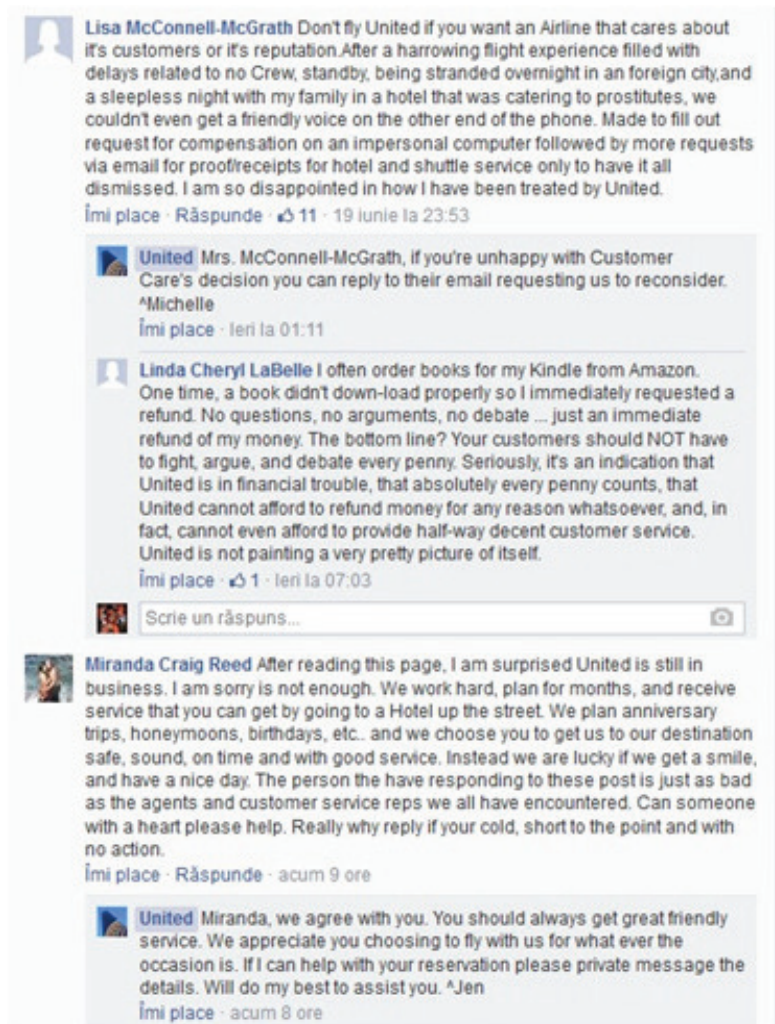 Lisa McConnell-McGrath Don't fly United if you want an Airline that cares about
it's customers or it's reputation.After a harrowing flight experience filled with
delays related to no Crew, standby, being stranded overnight in an foreign city,and
a sleepless night with my family in a hotel that was catering to prostitutes, we
couldn't even get a friendly voice on the other end of the phone. Made to fill out
request for compensation on an impersonal computer followed by more requests
via email for proof/receipts for hotel and shuttle service only to have it all
dismissed. I am so disappointed in how I have been treated by United.
Îmi place · Răspunde · 11 · 19 iunie la 23:53
United Mrs. McConnell-McGrath, if you're unhappy with Customer
Care's decision you can reply to their email requesting us to reconsider.
^Michelle
Îmi place · Ieri la 01:11
Linda Cheryl LaBelle I often order books for my Kindle from Amazon.
One time, a book didn't down-load properly so I immediately requested a
refund. No questions, no arguments, no debate ... just an immediate
refund of my money. The bottom line? Your customers should NOT have
to fight, argue, and debate every penny. Seriously, it's an indication that
United is in financial trouble, that absolutely every penny counts, that
United cannot afford to refund money for any reason whatsoever, and, in
fact, cannot even afford to provide half-way decent customer service.
United is not painting a very pretty picture of itself.
Îmi place · 1 · Ieri la 07:03
Scrie un răspuns...
Miranda Craig Reed After reading this page, I am surprised United is still in
business. I am sorry is not enough. We work hard, plan for months, and receive
service that you can get by going to a Hotel up the street. We plan anniversary
trips, honeymoons, birthdays, etc.. and we choose you to get us to our destination
safe, sound, on time and with good service. Instead we are lucky if we get a smile,
and have a nice day. The person the have responding to these post is just as bad
as the agents and customer service reps we all have encountered. Can someone
with a heart please help. Really why reply if your cold, short to the point and with
no action.
Îmi place · Răspunde · acum 9 ore
United Miranda, we agree with you. You should always get great friendly
service. We appreciate you choosing to fly with us for what ever the
occasion is. If I can help with your reservation please private message the
details. Will do my best to assist you. ^Jen
Îmi place · acum 8 ore